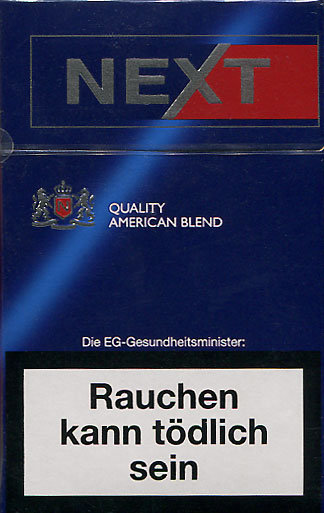 NEXT
QUALITY
AMERICAN BLEND
Die EG-Gesundheitsminister:
Rauchen
kann tödlich
sein